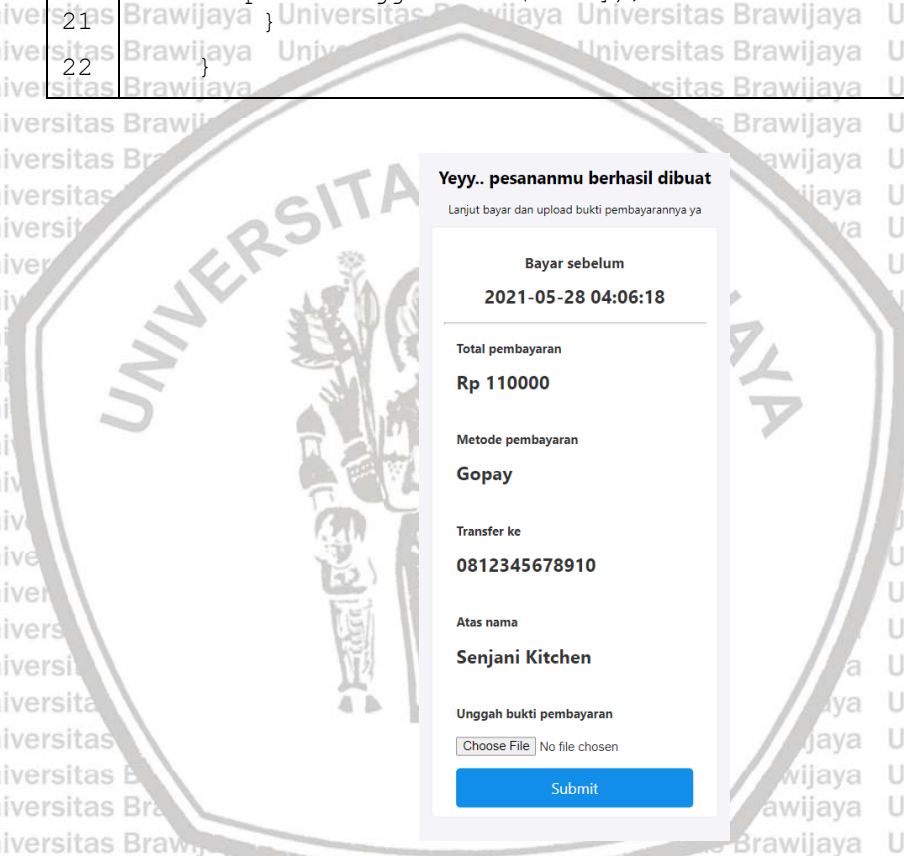 21 }
22 }
Yeyy.. pesananmu berhasil dibuat
Lanjut bayar dan upload bukti pembayarannya ya
Bayar sebelum
2021-05-28 04:06:18
Total pembayaran
Rp 110000
Metode pembayaran
Gopay
Transfer ke
0812345678910
Atas nama
Senjani Kitchen
Unggah bukti pembayaran
Choose File No file chosen
Submit